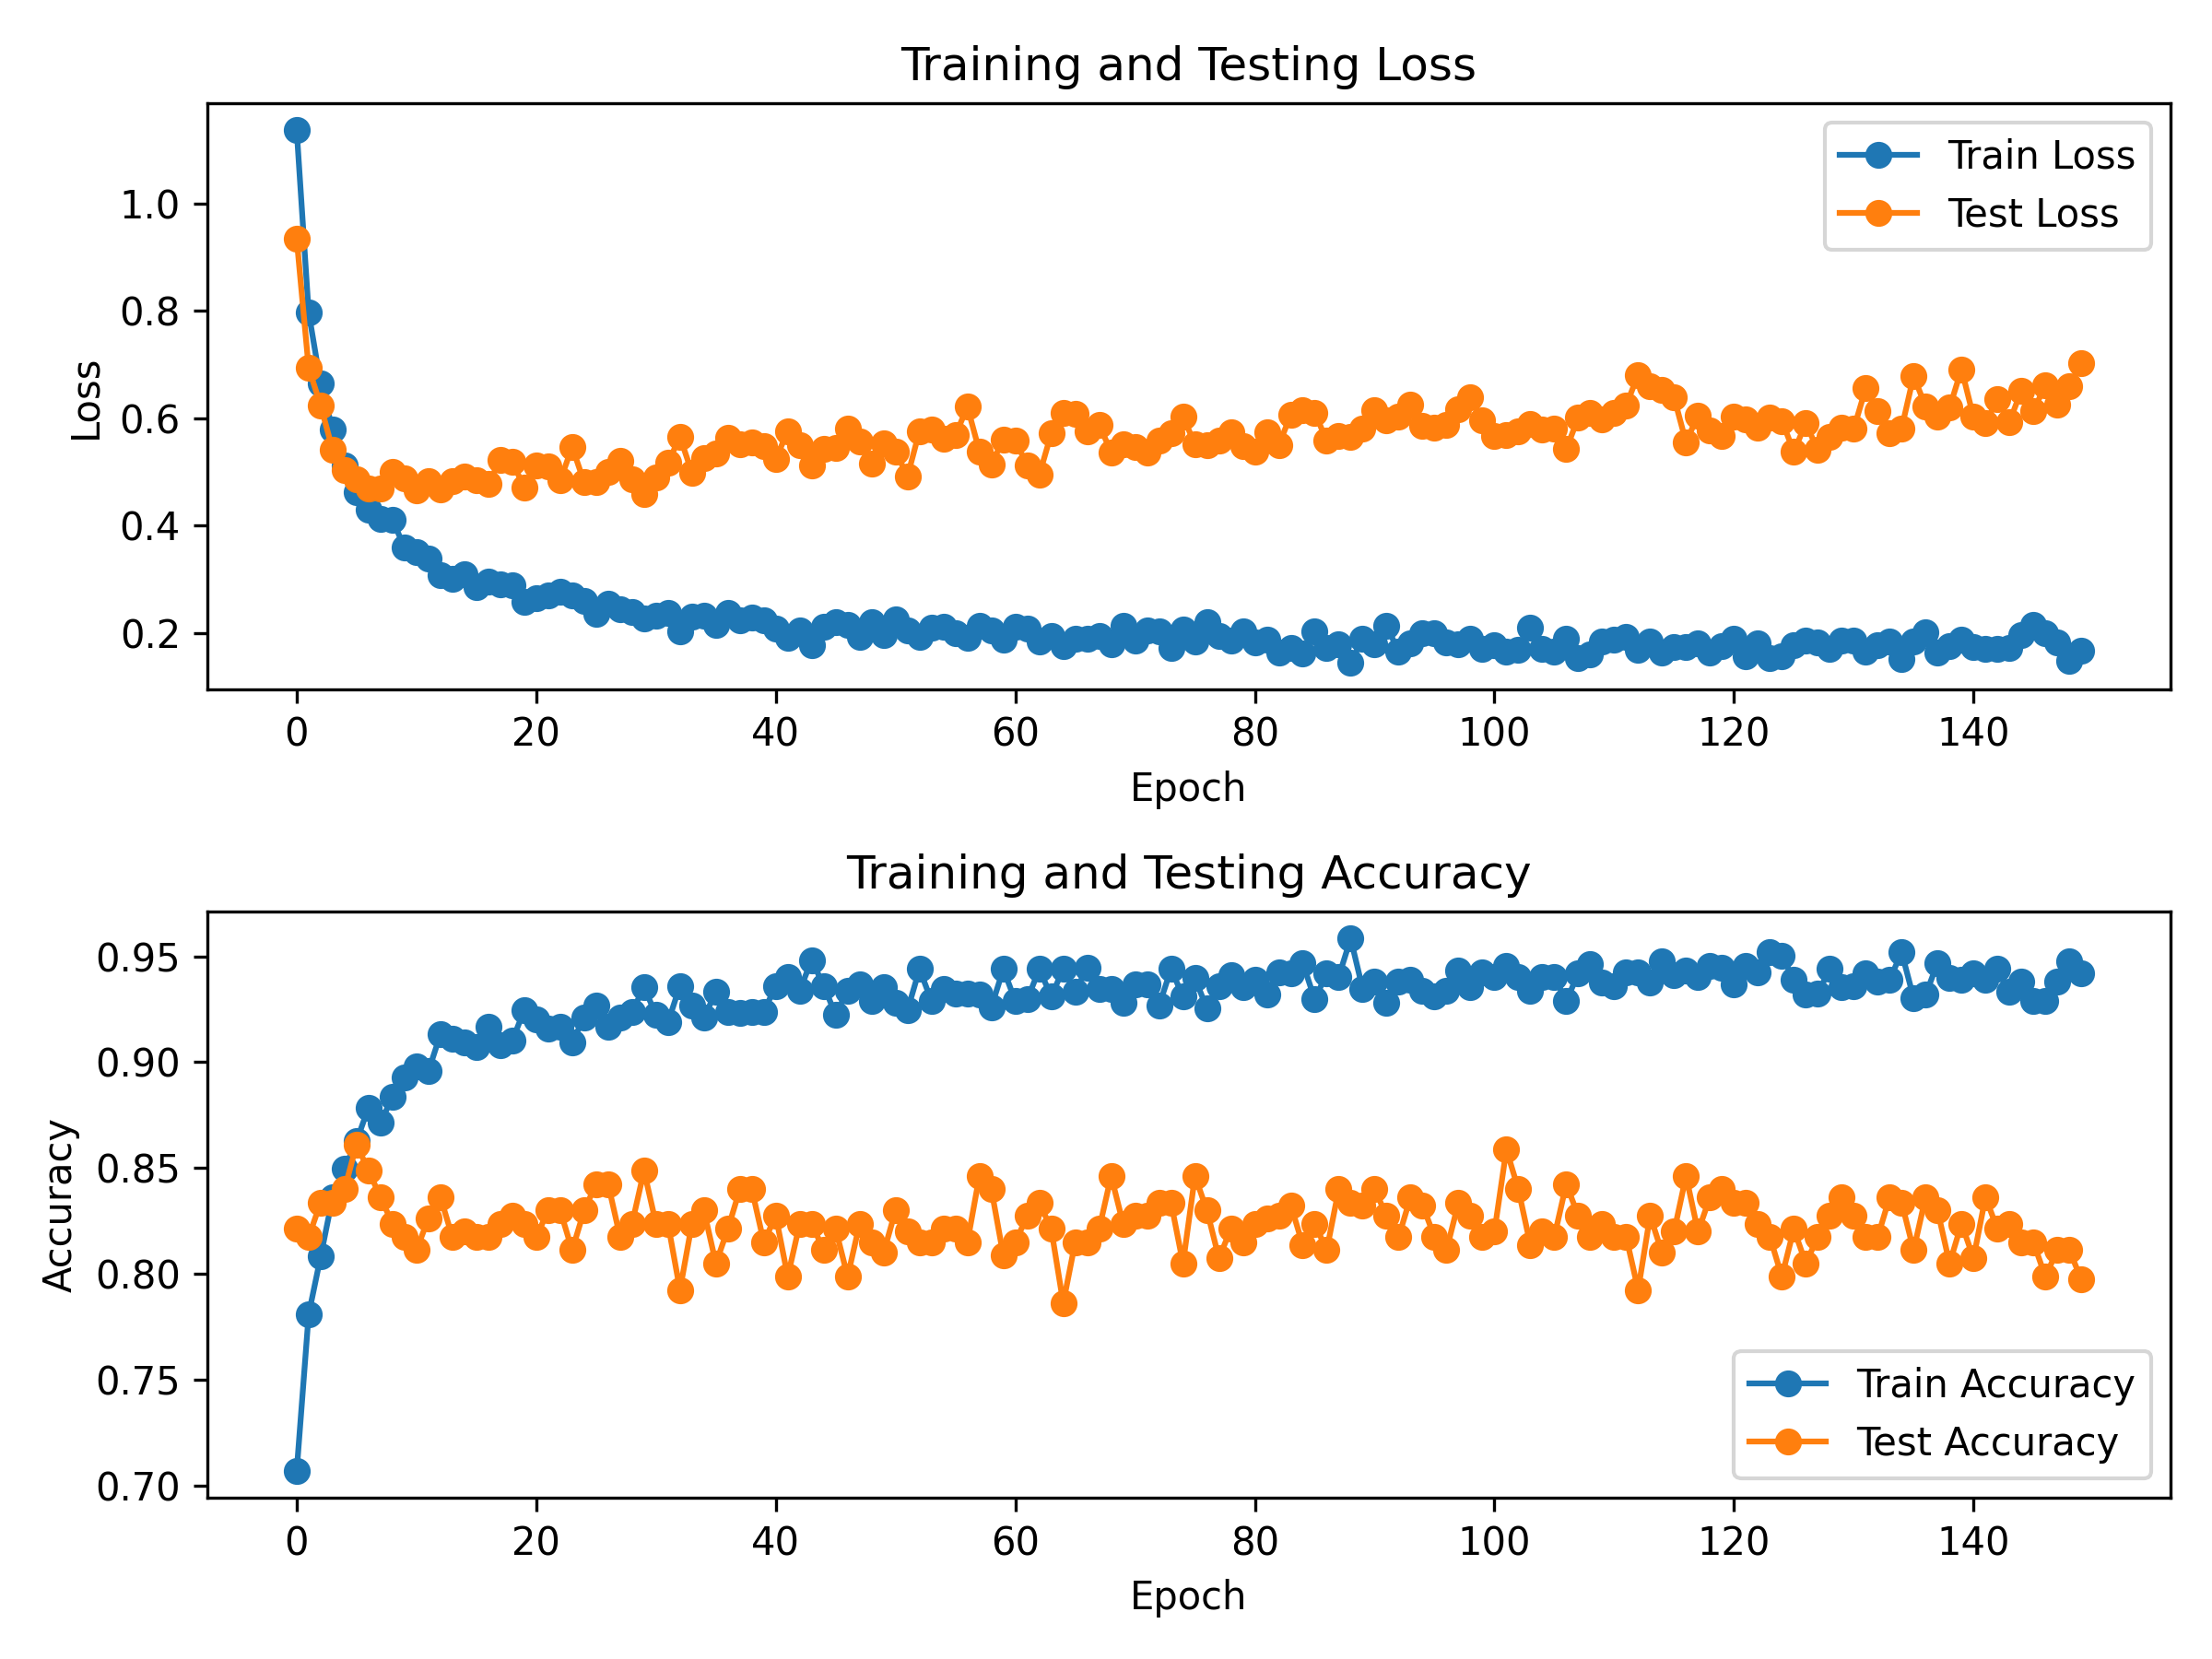 Training and Testing Loss
Train Loss
Test Loss
1.0
0.8
0.6
0.4
0.2
Loss
0 20 40 60 80 100 120 140
Epoch
Training and Testing Accuracy
0.95
0.90
0.85
0.80
0.75
0.70
Accuracy
Train Accuracy
Test Accuracy
0 20 40 60 80 100 120 140
Epoch